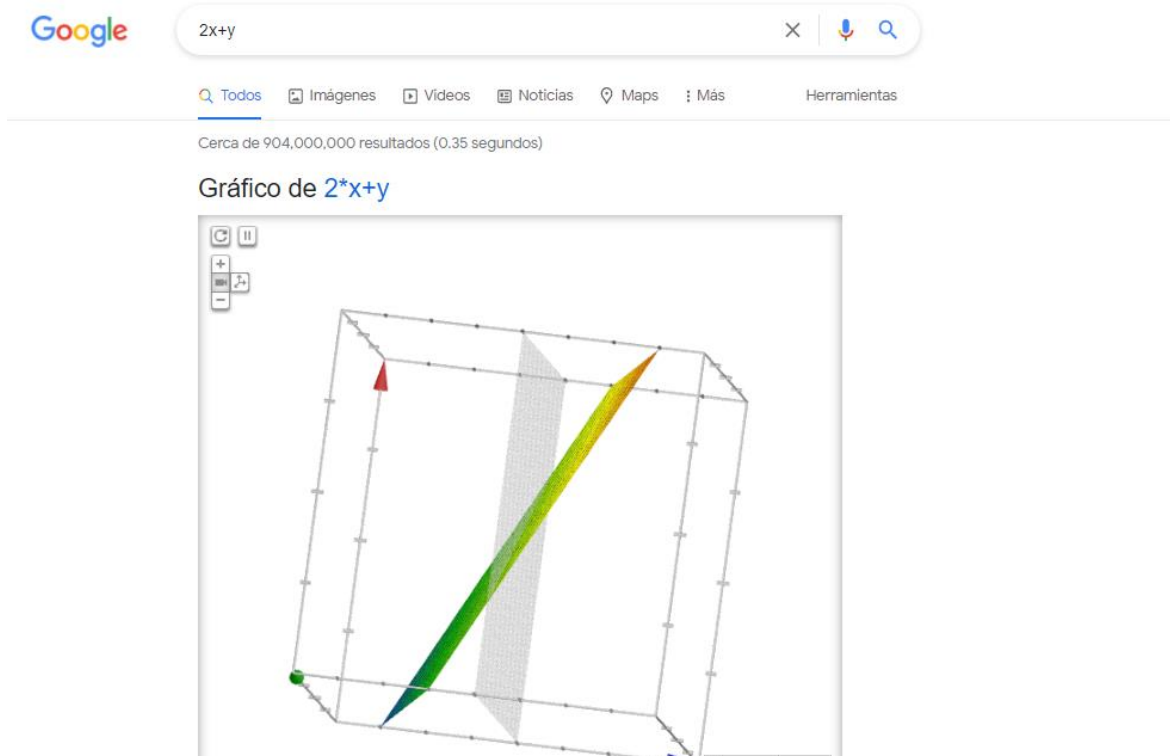 Google
2x+y
Todos Imágenes Videos Noticias Maps Más Herramientas
Cerca de 904,000,000 resultados (0.35 segundos)
Gráfico de 2*x+y